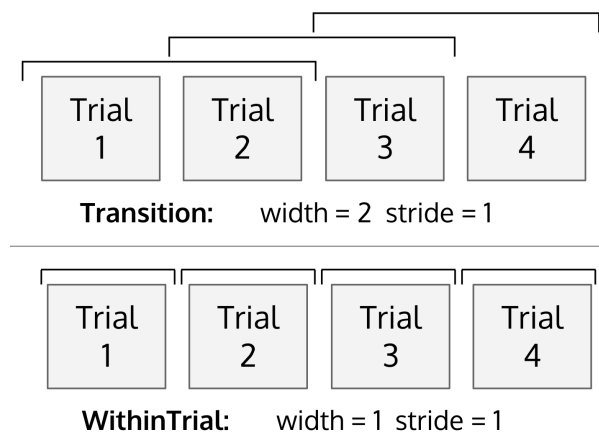 Trial 1
Trial 2
Trial 3
Trial 4
Transition: width = 2 stride = 1
Trial 1
Trial 2
Trial 3
Trial 4
WithinTrial: width = 1 stride = 1